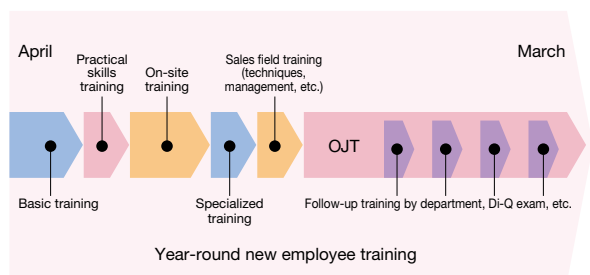 April
March
Practical
skills
training
On-site
training
Sales field training
(techniques,
management, etc.)
OJT
Basic training
Specialized
training
Follow-up training by department, Di-Q exam, etc.
Year-round new employee training